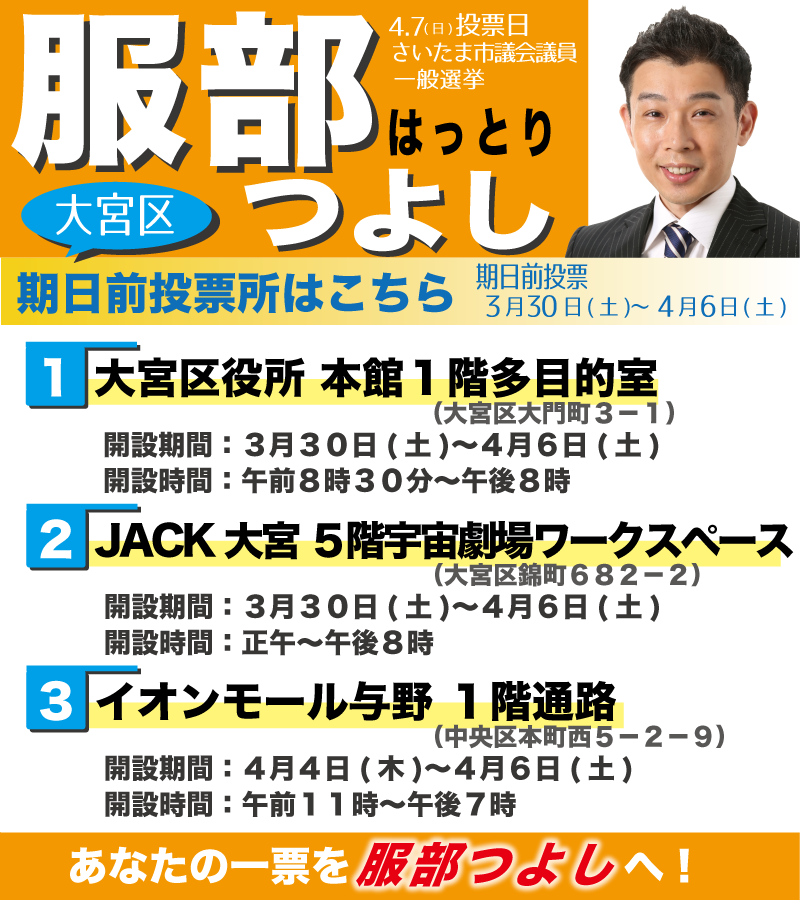 服部
4.7(日)投票日
さいたま市議会議員
一般選挙
はっとり
つよし
大宮区
期日前投票所はこちら
期日前投票
3月30日(土)~4月6日(土)
1 大宮区役所 本館1階多目的室
(大宮区大門町3-1)
開設期間:3月30日(土)~4月6日(土)
開設時間:午前8時30分~午後8時
2 JACK 大宮 5階宇宙劇場ワークスペース
(大宮区錦町682-2)
開設期間:3月30日(土)~4月6日(土)
開設時間:正午~午後8時
3 イオンモール与野 1階通路
(中央区本町西5-2-9)
開設期間:4月4日(木)~4月6日(土)
開設時間:午前11時~午後7時
あなたの一票を 服部つよし へ!